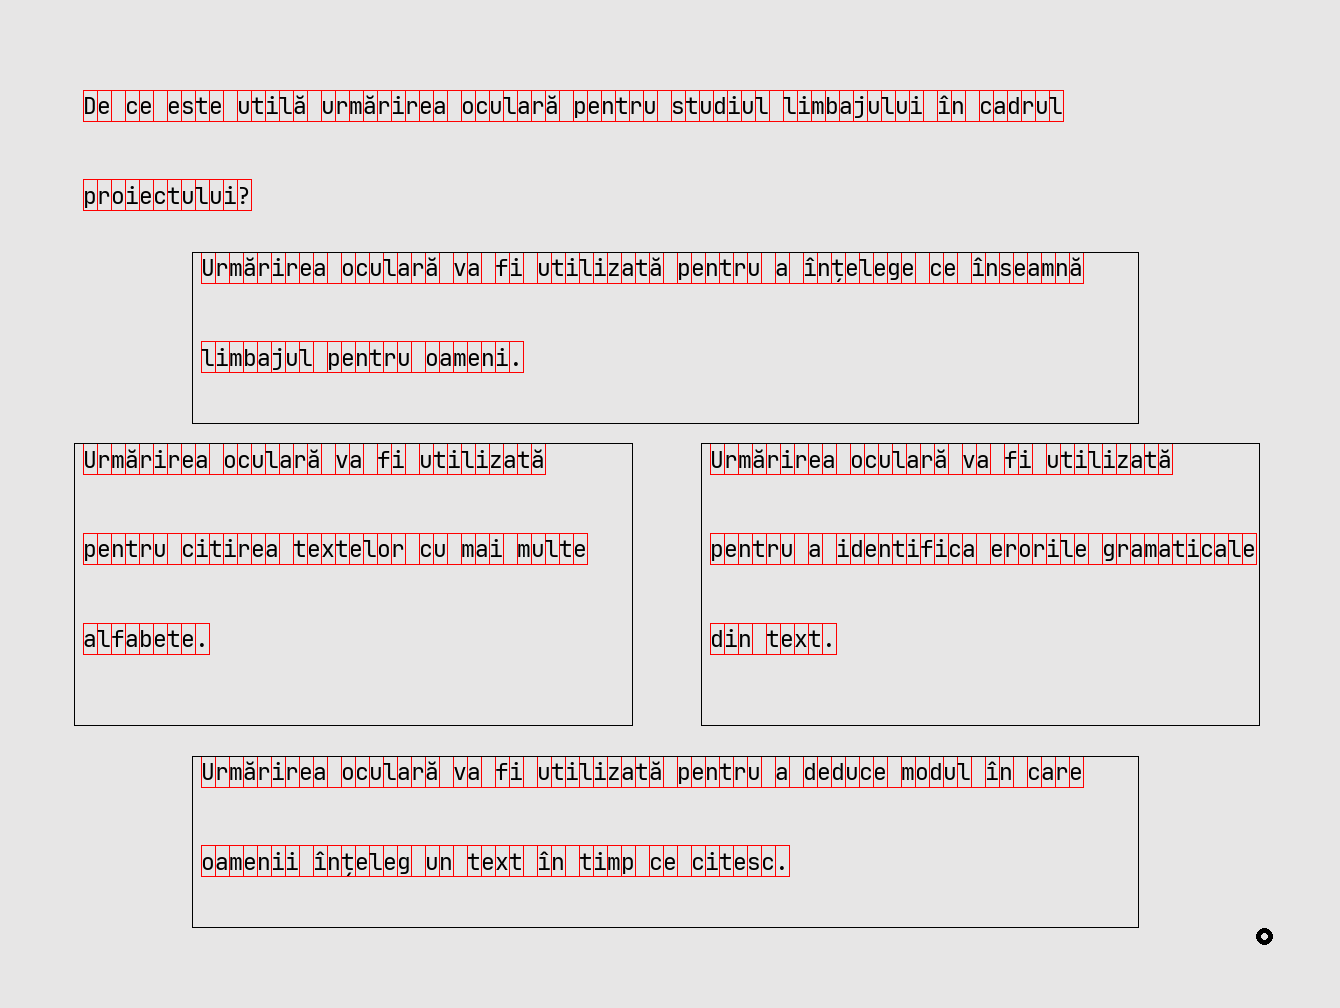 De ce este utilă urmărirea oculară pentru studiul limbajului în cadrul
proiectului?
Urmărirea oculară va fi utilizată pentru a înțelege ce înseamnă
limbajul pentru oameni.
Urmărirea oculară va fi utilizată
pentru citirea textelor cu mai multe
alfabete.
Urmărirea oculară va fi utilizată
pentru a identifica erorile gramaticale
din text.
Urmărirea oculară va fi utilizată pentru a deduce modul în care
oamenii înțeleg un text în timp ce citesc.